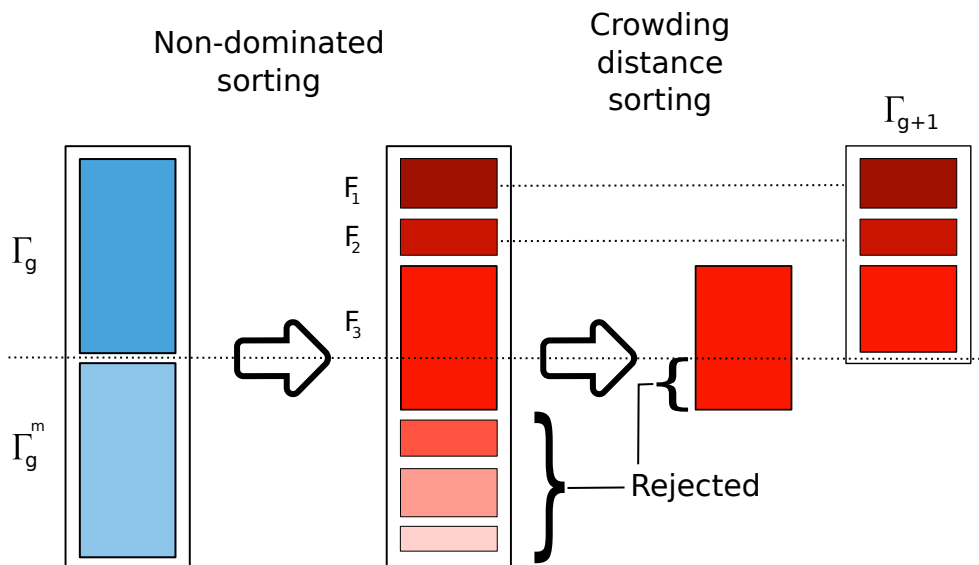 Non-dominated
sorting
Crowding
distance
sorting
Γg+1
F1
F2
Γg
F3
Γgm
Rejected